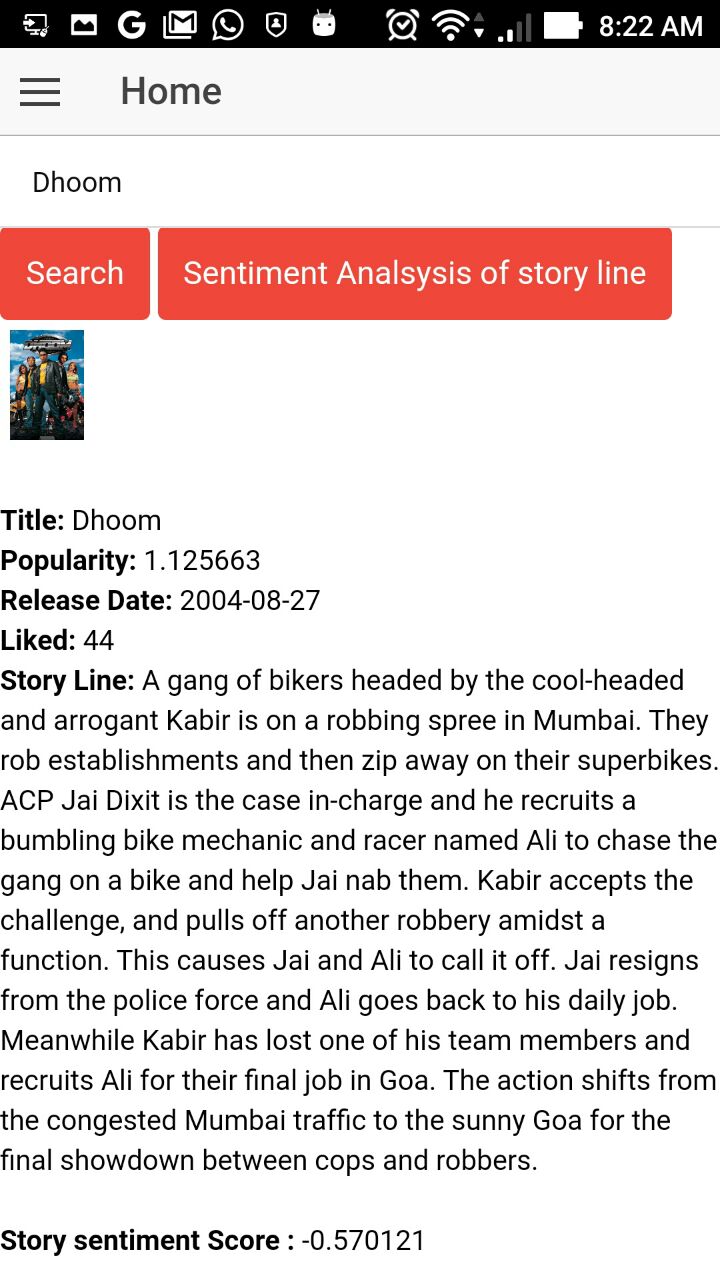 8:22 AM
Home
Dhoom
Search
Sentiment Analsysis of story line
DHOOM
Title: Dhoom
Popularity: 1.125663
Release Date: 2004-08-27
Liked: 44
Story Line: A gang of bikers headed by the cool-headed
and arrogant Kabir is on a robbing spree in Mumbai. They
rob establishments and then zip away on their superbikes.
ACP Jai Dixit is the case in-charge and he recruits a
bumbling bike mechanic and racer named Ali to chase the
gang on a bike and help Jai nab them. Kabir accepts the
challenge, and pulls off another robbery amidst a
function. This causes Jai and Ali to call it off. Jai resigns
from the police force and Ali goes back to his daily job.
Meanwhile Kabir has lost one of his team members and
recruits Ali for their final job in Goa. The action shifts from
the congested Mumbai traffic to the sunny Goa for the
final showdown between cops and robbers.
Story sentiment Score : -0.570121